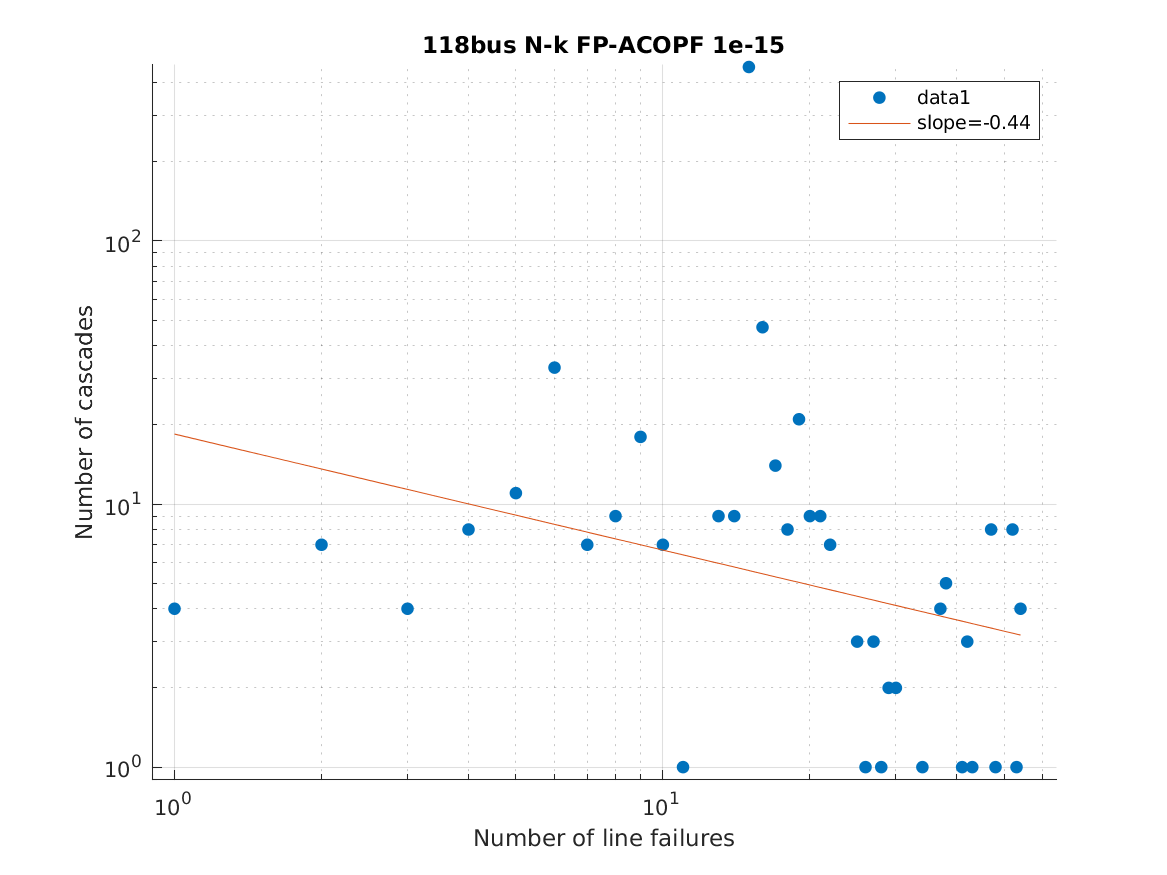 118bus N-k FP-ACOPF 1e-15
data1
slope=-0.44
Number of cascades
10^2
10^1
10^0
10^0
10^1
Number of line failures